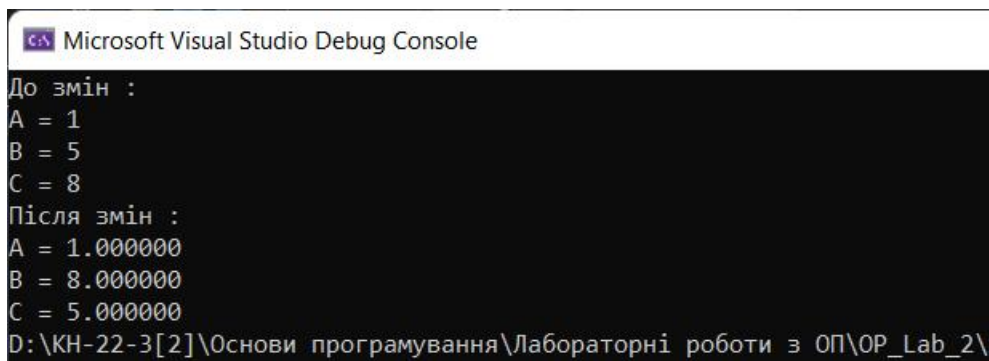 Microsoft Visual Studio Debug Console
До змін :
A = 1
B = 5
C = 8
Після змін :
A = 1.000000
B = 8.000000
C = 5.000000
D:\КН-22-3[2]\Основи програмування\Лабораторні роботи з ОП\OP_Lab_2\